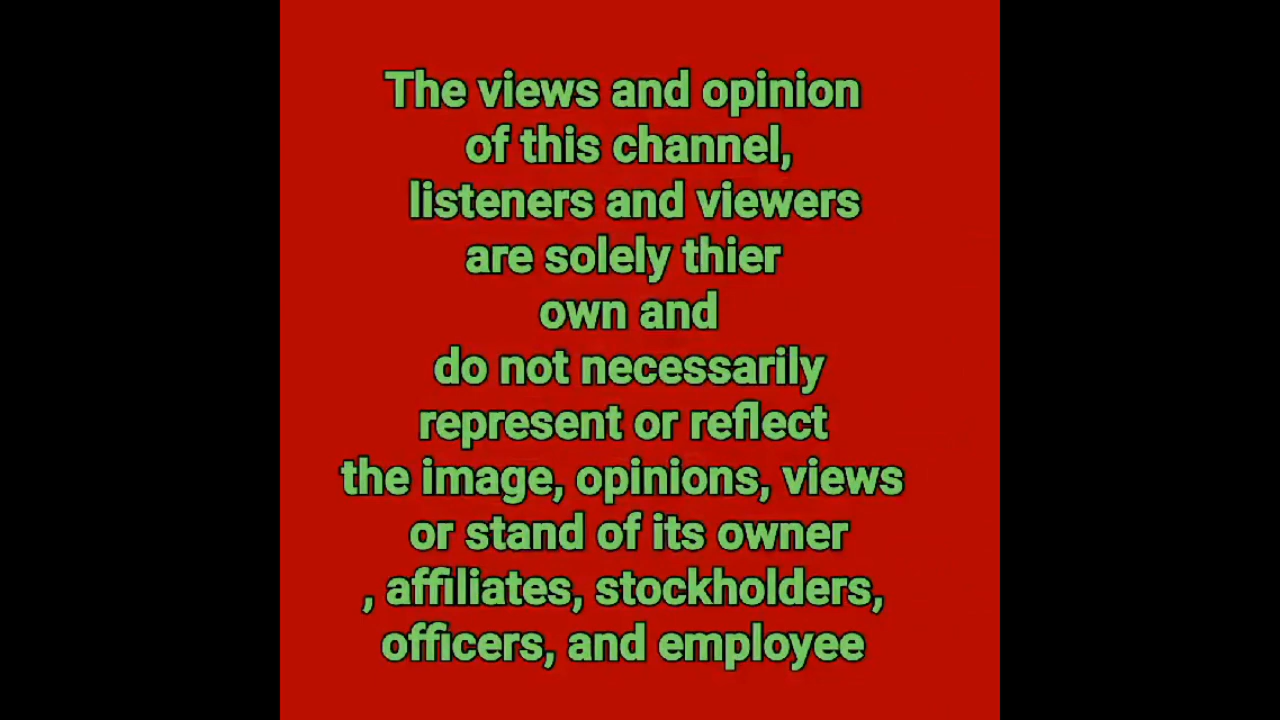 The views and opinion
of this channel,
listeners and viewers
are solely thier
own and
do not necessarily
represent or reflect
the image, opinions, views
or stand of its owner
, affiliates, stockholders,
officers, and employee